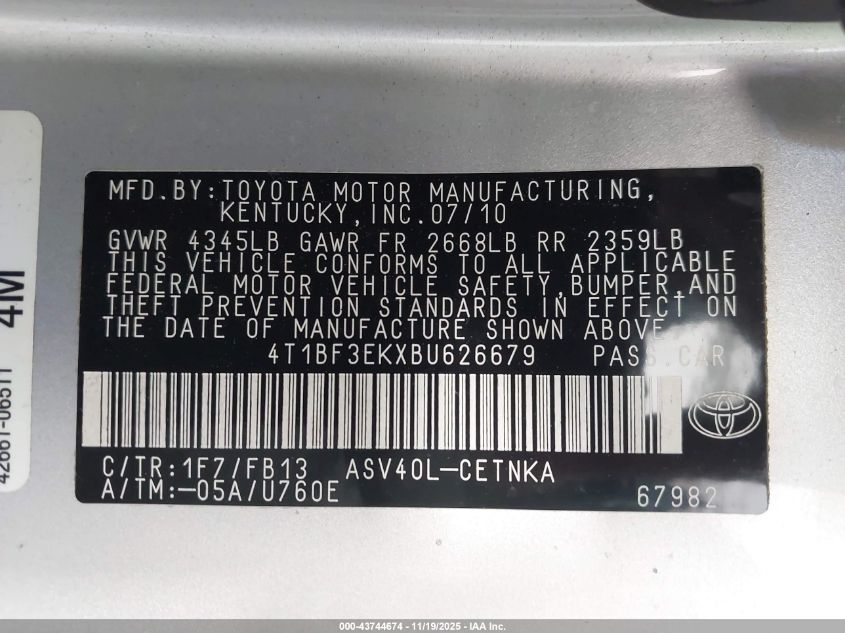 MFD.BY:TOYOTA MOTOR MANUFACTURING,
KENTUCKY,INC.07/10
GVWR 4345LB GAWR FR 2668LB RR 2359LB
THIS VEHICLE CONFORMS TO ALL APPLICABLE
FEDERAL MOTOR VEHICLE SAFETY,BUMPER,AND
THEFT PREVENTION STANDARDS IN EFFECT ON
THE DATE OF MANUFACTURE SHOWN ABOVE.
4T1BF3EKXBU626679 PASS.CAR
C/TR:1F7/FB13 ASV40L-CETNKA
A/TM:-05A/U760E 67982
4M
42661-06511
000-43744674 - 11/19/2025 - IAA Inc.